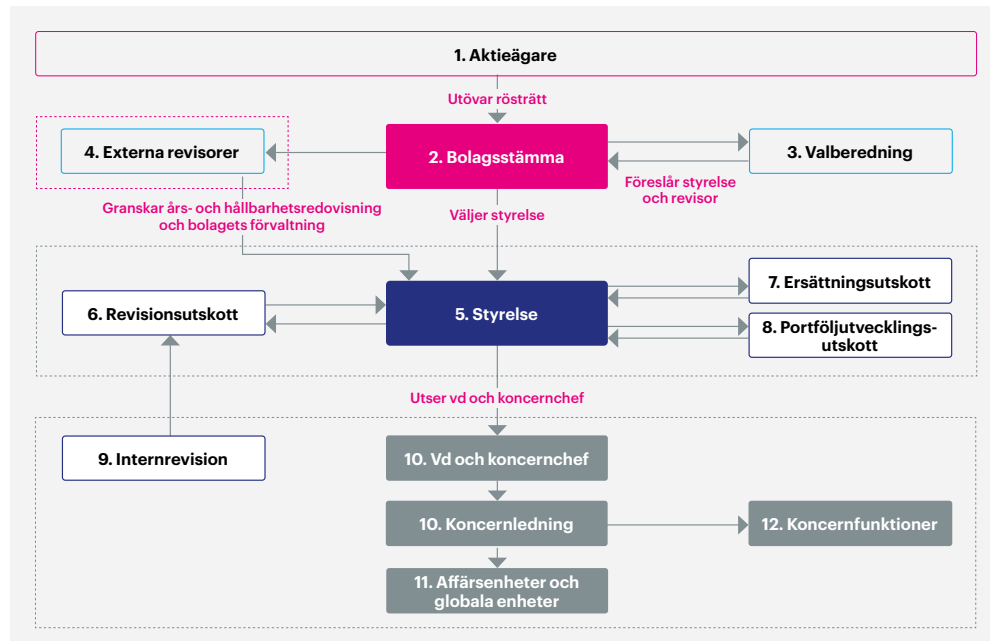 1. Aktieägare
Utövar rösträtt
4. Externa revisorer
2. Bolagsstämma
3. Valberedning
Föreslår styrelse
och revisor
Granskar års- och hållbarhetsredovisning
och bolagets förvaltning
Väljer styrelse
6. Revisionsutskott
5. Styrelse
7. Ersättningsutskott
8. Portföljutvecklings-
utskott
Utser vd och koncernchef
9. Internrevision
10. Vd och koncernchef
10. Koncernledning
12. Koncernfunktioner
11. Affärsenheter och
globala enheter